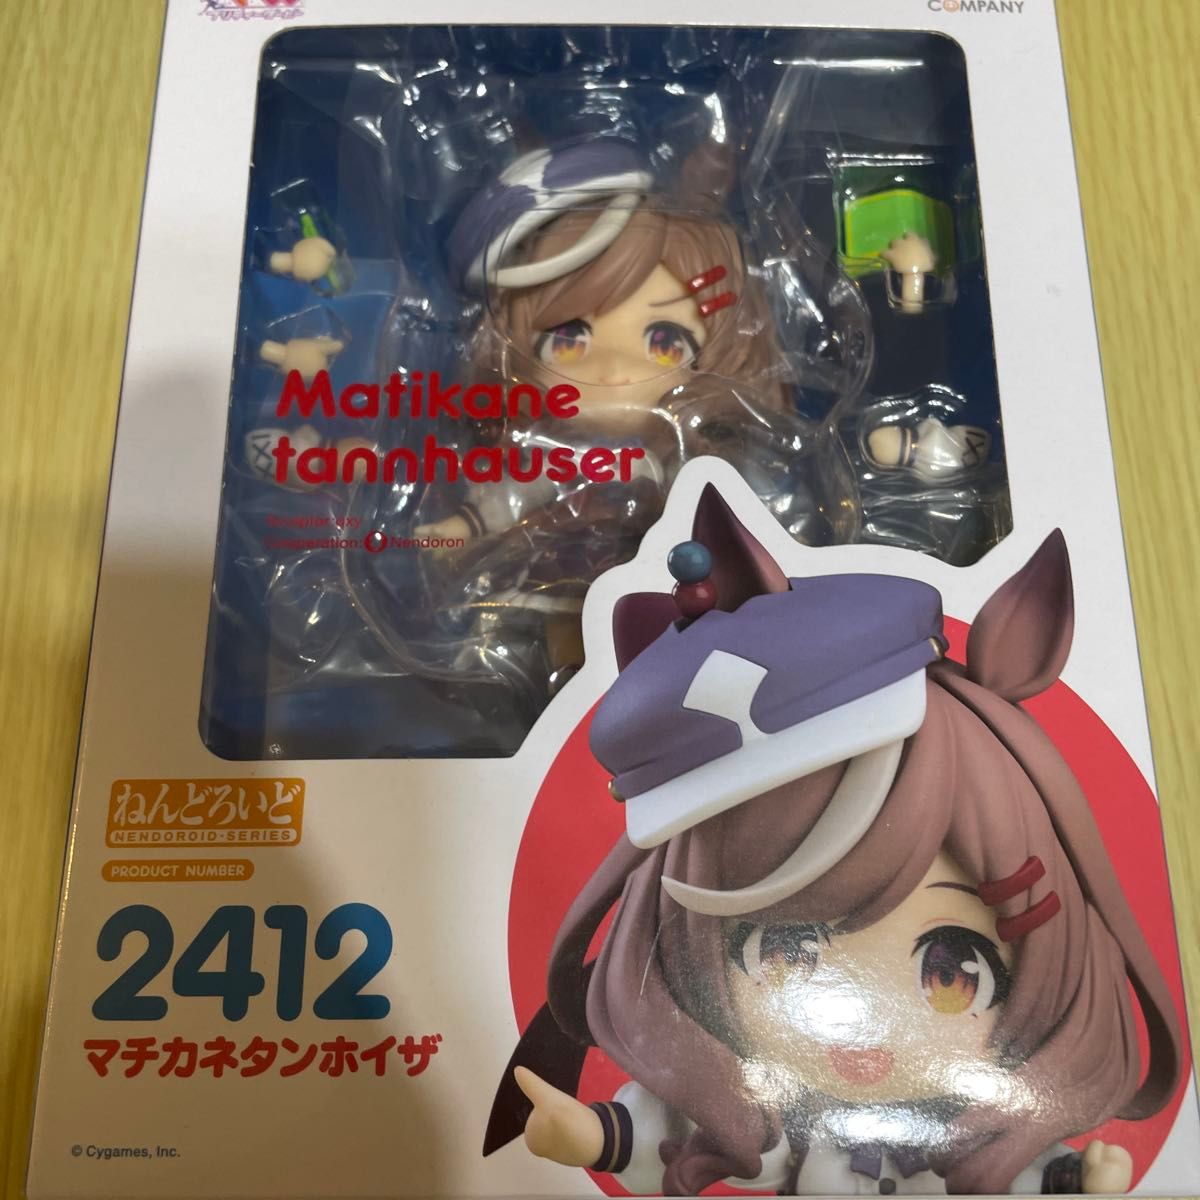 COMPANY
Matikane
tannhauser
Sculptor:exy
Cooperation: Nendoron
ねんどろいど
NENDOROID・SERIES
PRODUCT NUMBER
2412
マチカネタンホイザ
© Cygames, Inc.